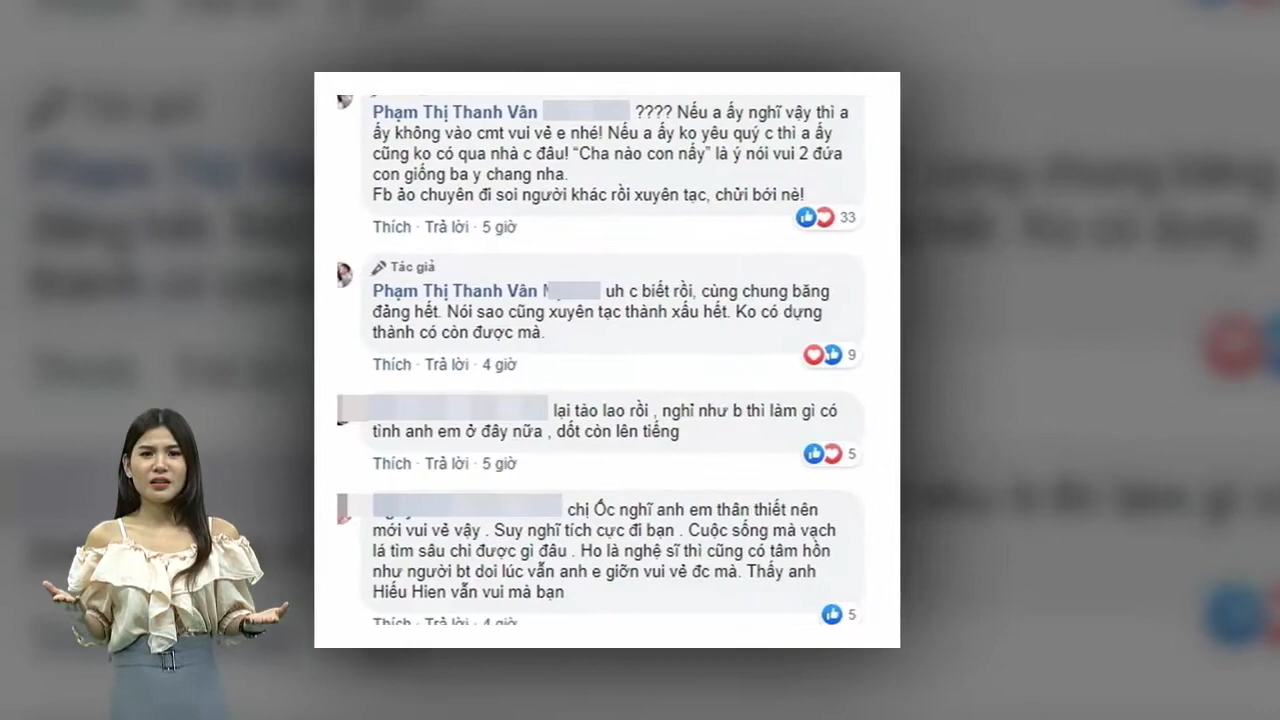 Phạm Thị Thanh Vân ???? Nếu a ấy nghĩ vậy thì a
ấy không vào cmt vui vẻ e nhé! Nếu a ấy ko yêu quý c thì a ấy
cũng ko có qua nhà c đâu! “Cha nào con nấy” là ý nói vui 2 đứa
con giống ba y chang nha.
Fb ảo chuyên đi soi người khác rồi xuyên tạc, chửi bới nè!
33
Thích · Trả lời · 5 giờ
Tác giả
Phạm Thị Thanh Vân uh c biết rồi, cùng chung băng
đảng hết. Nói sao cũng xuyên tạc thành xấu hết. Ko có dựng
thành có còn được mà.
9
Thích · Trả lời · 4 giờ
lại tào lao rồi , nghỉ như b thì làm gì có
tình anh em ở đây nữa , dốt còn lên tiếng
5
Thích · Trả lời · 5 giờ
chị Ốc nghĩ anh em thân thiết nên
mới vui vẻ vậy . Suy nghĩ tích cực đi bạn . Cuộc sống mà vạch
lá tìm sâu chi được gì đâu . Ho là nghệ sĩ thì cũng có tâm hồn
như người bt doi lúc vẫn anh e giỡn vui vẻ đc mà. Thấy anh
Hiếu Hien vẫn vui mà bạn
5
Thích · Trả lời · 4 giờ